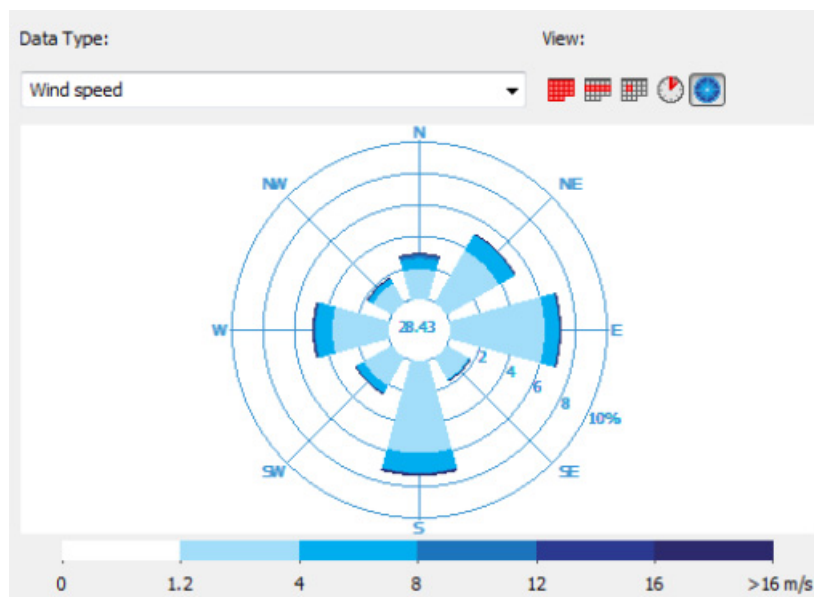 Data Type:
View:
Wind speed
N
NW
NE
W
28.43
E
2
4
6
8
10%
SW
SE
S
0 1.2 4 8 12 16 >16 m/s